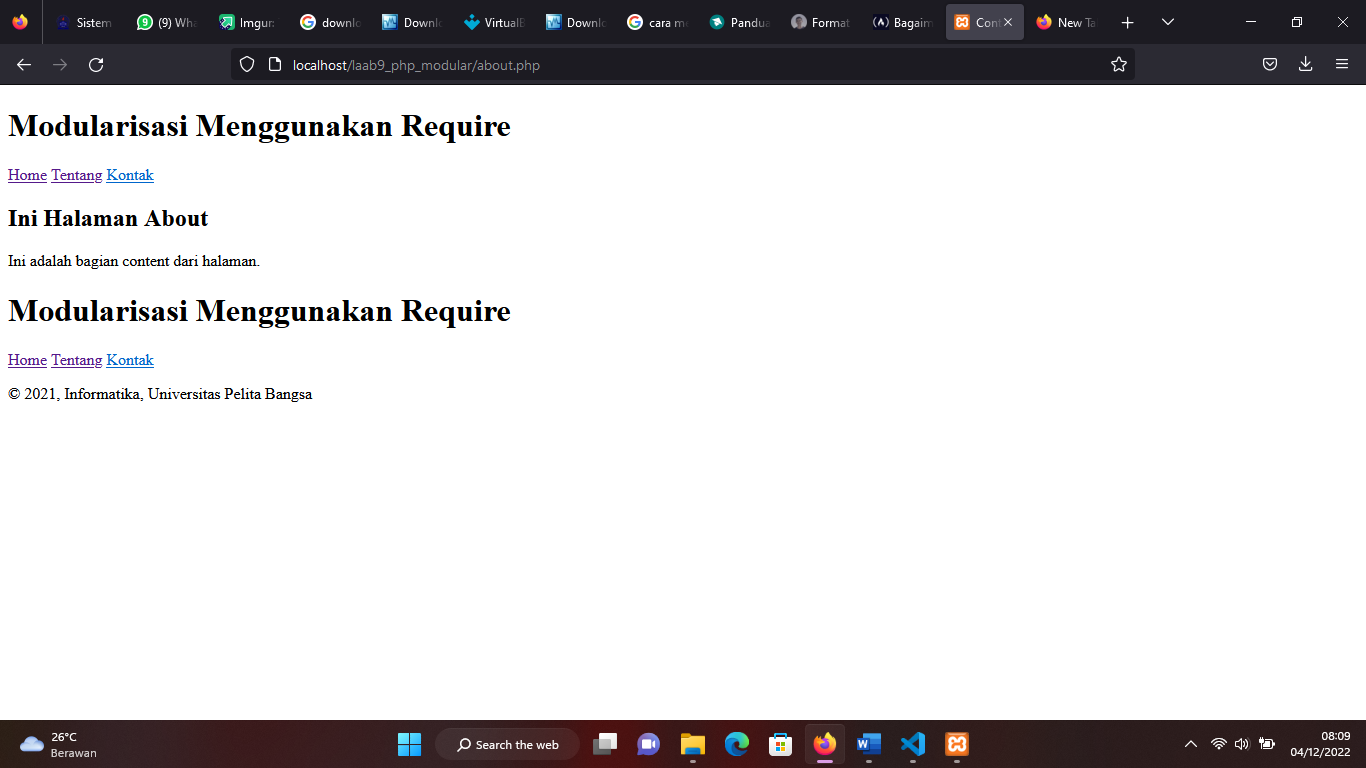 Sistem (9) Wha Imgur: downlo Downlo VirtualB Downlo cara me Pandua Format Bagaim Cont New Ta
localhost/laab9_php_modular/about.php
Modularisasi Menggunakan Require
Home Tentang Kontak
Ini Halaman About
Ini adalah bagian content dari halaman.
Modularisasi Menggunakan Require
Home Tentang Kontak
© 2021, Informatika, Universitas Pelita Bangsa
26°C
Berawan
Search the web
08:09
04/12/2022